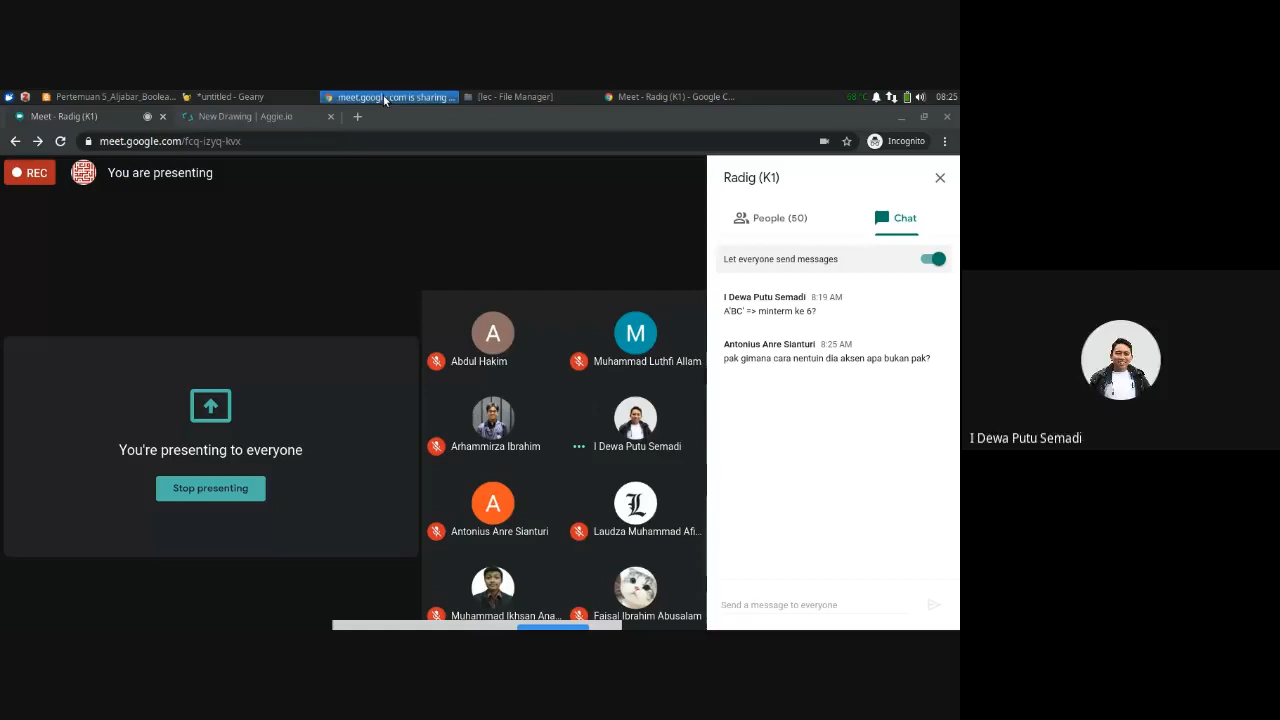 Pertemuan 5_Aljabar_Boolea...
*untitled - Geany
meet.google.com is sharing ...
[lec - File Manager]
Meet - Radig (K1) - Google C...
68°C
08:25
Meet - Radig (K1)
New Drawing | Aggie.io
meet.google.com/fcq-izyq-kvx
Incognito
REC
You are presenting
Radig (K1)
People (50)
Chat
Let everyone send messages
I Dewa Putu Semadi 8:19 AM
A'BC' => minterm ke 6?
Antonius Anre Sianturi 8:25 AM
pak gimana cara nentuin dia aksen apa bukan pak?
Send a message to everyone
You're presenting to everyone
Stop presenting
A
Abdul Hakim
M
Muhammad Luthfi Allam
Arhammirza Ibrahim
I Dewa Putu Semadi
A
Antonius Anre Sianturi
L
Laudza Muhammad Afi...
Muhammad Ikhsan Ana...
Faisal Ibrahim Abusalam
I Dewa Putu Semadi